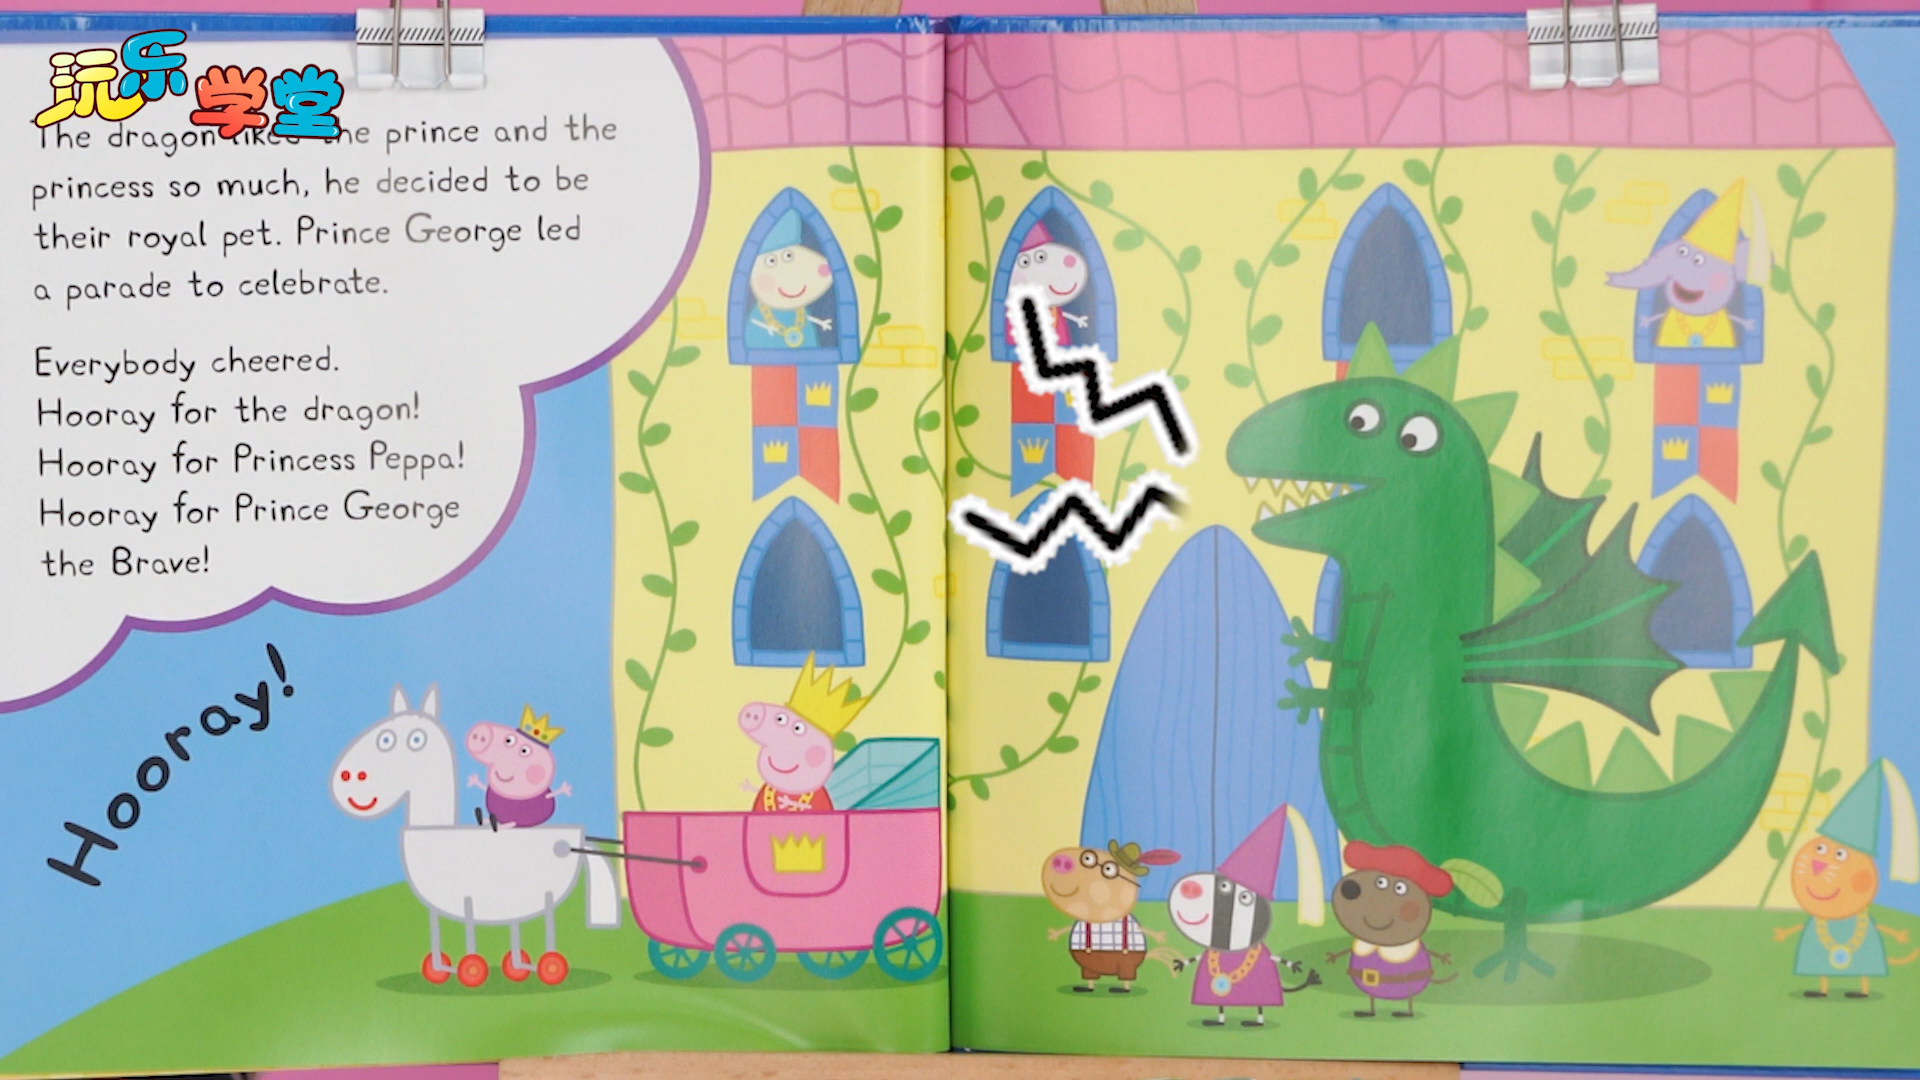 玩乐学堂
The dragon liked the prince and the
princess so much, he decided to be
their royal pet. Prince George led
a parade to celebrate.
Everybody cheered.
Hooray for the dragon!
Hooray for Princess Peppa!
Hooray for Prince George
the Brave!
Hooray!